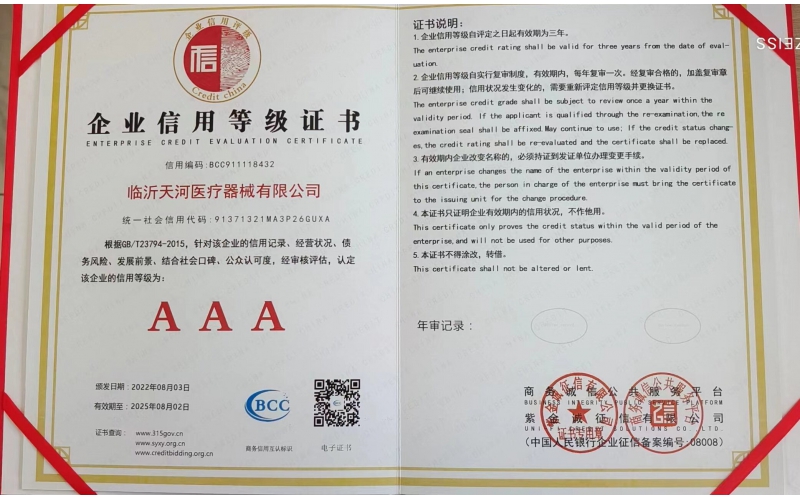 企业信用评级
信
Credit china
企业信用等级证书
ENTERPRISE CREDIT EVALUATION CERTIFICATE
信用编码:BCC911118432
临沂天河医疗器械有限公司
统一社会信用代码:91371321MA3P26GUXA
根据GB/T23794-2015,针对该企业的信用记录、经营状况、债
务风险、发展前景、结合社会口碑、公众认可度,经审核评估,认定
该企业的信用等级为:
AAA
颁发日期:2022年08月03日
有效期至:2025年08月02日
证书查询: www.315gov.cn
www.syxy.org.cn
www.creditbidding.org.cn
BCC
商务信用互认标识
电子证书
证书说明:
1. 企业信用等级自评定之日起有效期为三年。
The enterprise credit rating shall be valid for three years from the date of eval-
uation.
2. 企业信用等级自实行复审制度,有效期内,每年复审一次。经复审合格的,加盖复审章
后可继续使用;信用状况发生变化的,需要重新评定信用等级并更换证书。
The enterprise credit grade shall be subject to review once a year within the
validity period. If the applicant is qualified through the re-examination, the re
examination seal shall be affixed. May continue to use; If the credit status chang-
es, the credit rating shall be re-evaluated and the certificate shall be replaced.
3. 有效期内企业改变名称的,必须持证到发证单位办理变更手续。
If an enterprise changes the name of the enterprise within the validity period of
this certificate, the person in charge of the enterprise must bring the certificate
to the issuing unit for the change procedure.
4. 本证书只证明企业有效期内的信用状况,不作他用。
This certificate only proves the credit status within the valid period of the
enterprise, and will not be used for other purposes.
5. 本证书不得涂改,转借。
This certificate shall not be altered or lent.
年审记录:
商务诚信公共服务平台
BUSINESS INTEGRITY PUBLIC SERVICE PLATFORM
紫金诚征信有限公司
CREDIT SOLUTIONS CO., LTD.
(中国人民银行企业征信备案编号:08008)
证书专用章
ZEISS